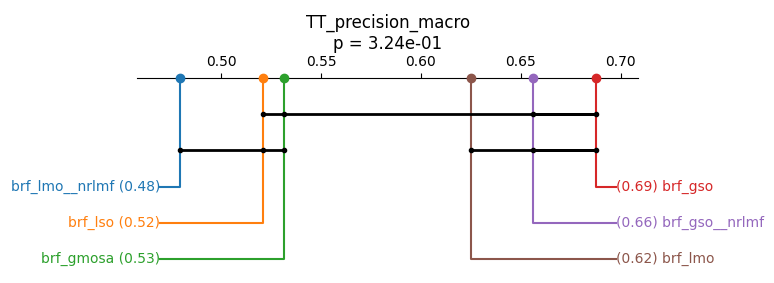 TT_precision_macro
p = 3.24e-01
0.50 0.55 0.60 0.65 0.70
brf_lmo__nrlmf (0.48) (0.69) brf_gso
brf_lso (0.52) (0.66) brf_gso__nrlmf
brf_gmosa (0.53) (0.62) brf_lmo